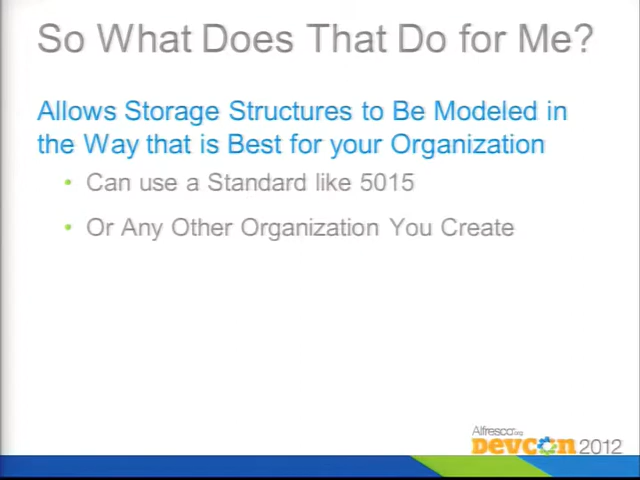 So What Does That Do for Me?
Allows Storage Structures to Be Modeled in
the Way that is Best for your Organization
• Can use a Standard like 5015
• Or Any Other Organization You Create
Alfresco.org
DEVCON 2012